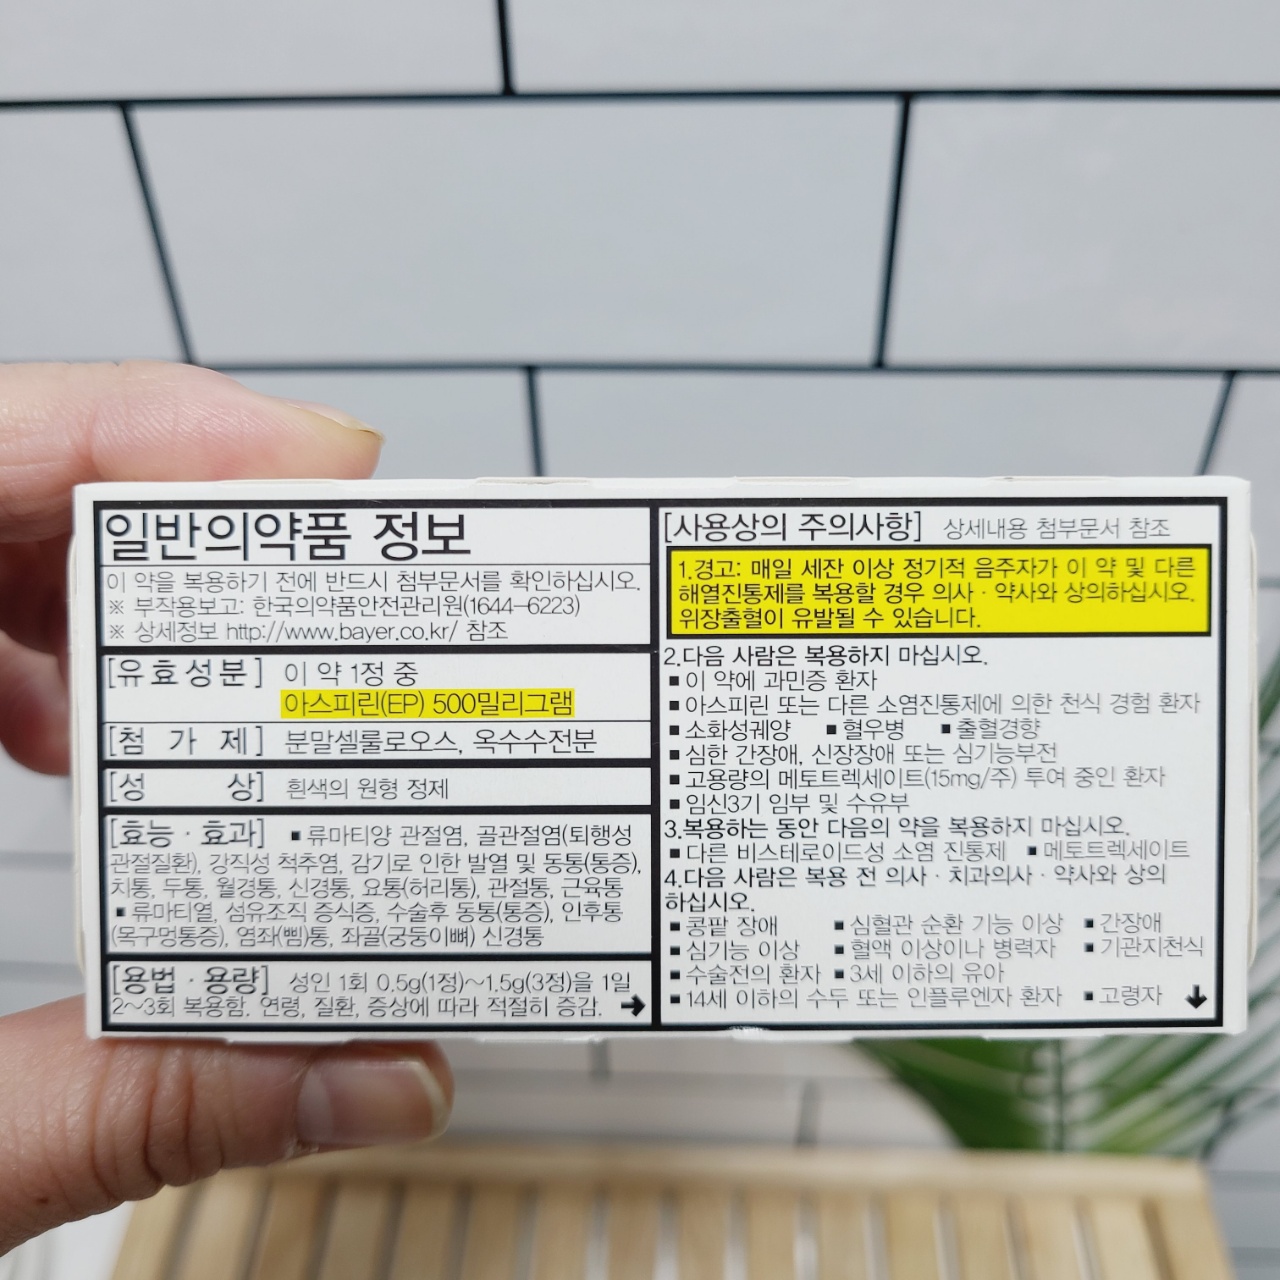 일반의약품 정보
이 약을 복용하기 전에 반드시 첨부문서를 확인하십시오.
※ 부작용보고: 한국의약품안전관리원(1644-6223)
※ 상세정보 http://www.bayer.co.kr/ 참조
[유효성분] 이 약 1정 중
아스피린(EP) 500밀리그램
[첨 가 제] 분말셀룰로오스, 옥수수전분
[성 상] 흰색의 원형 정제
[효능·효과] ▪류마티양 관절염, 골관절염(퇴행성
관절질환), 강직성 척추염, 감기로 인한 발열 및 동통(통증),
치통, 두통, 월경통, 신경통, 요통(허리통), 관절통, 근육통
▪류마티열, 섬유조직 증식증, 수술후 동통(통증), 인후통
(목구멍통증), 염좌(삠)통, 좌골(궁둥이뼈) 신경통
[용법·용량] 성인 1회 0.5g(1정)~1.5g(3정)을 1일
2~3회 복용함. 연령, 질환, 증상에 따라 적절히 증감. →
[사용상의 주의사항] 상세내용 첨부문서 참조
1.경고: 매일 세잔 이상 정기적 음주자가 이 약 및 다른
해열진통제를 복용할 경우 의사·약사와 상의하십시오.
위장출혈이 유발될 수 있습니다.
2.다음 사람은 복용하지 마십시오.
▪이 약에 과민증 환자
▪아스피린 또는 다른 소염진통제에 의한 천식 경험 환자
▪소화성궤양 ▪혈우병 ▪출혈경향
▪심한 간장애, 신장장애 또는 심기능부전
▪고용량의 메토트렉세이트(15mg/주) 투여 중인 환자
▪임신3기 임부 및 수유부
3.복용하는 동안 다음의 약을 복용하지 마십시오.
▪다른 비스테로이드성 소염 진통제 ▪메토트렉세이트
4.다음 사람은 복용 전 의사·치과의사·약사와 상의
하십시오.
▪콩팥 장애 ▪심혈관 순환 기능 이상 ▪간장애
▪심기능 이상 ▪혈액 이상이나 병력자 ▪기관지천식
▪수술전의 환자 ▪3세 이하의 유아
▪14세 이하의 수두 또는 인플루엔자 환자 ▪고령자 ↓